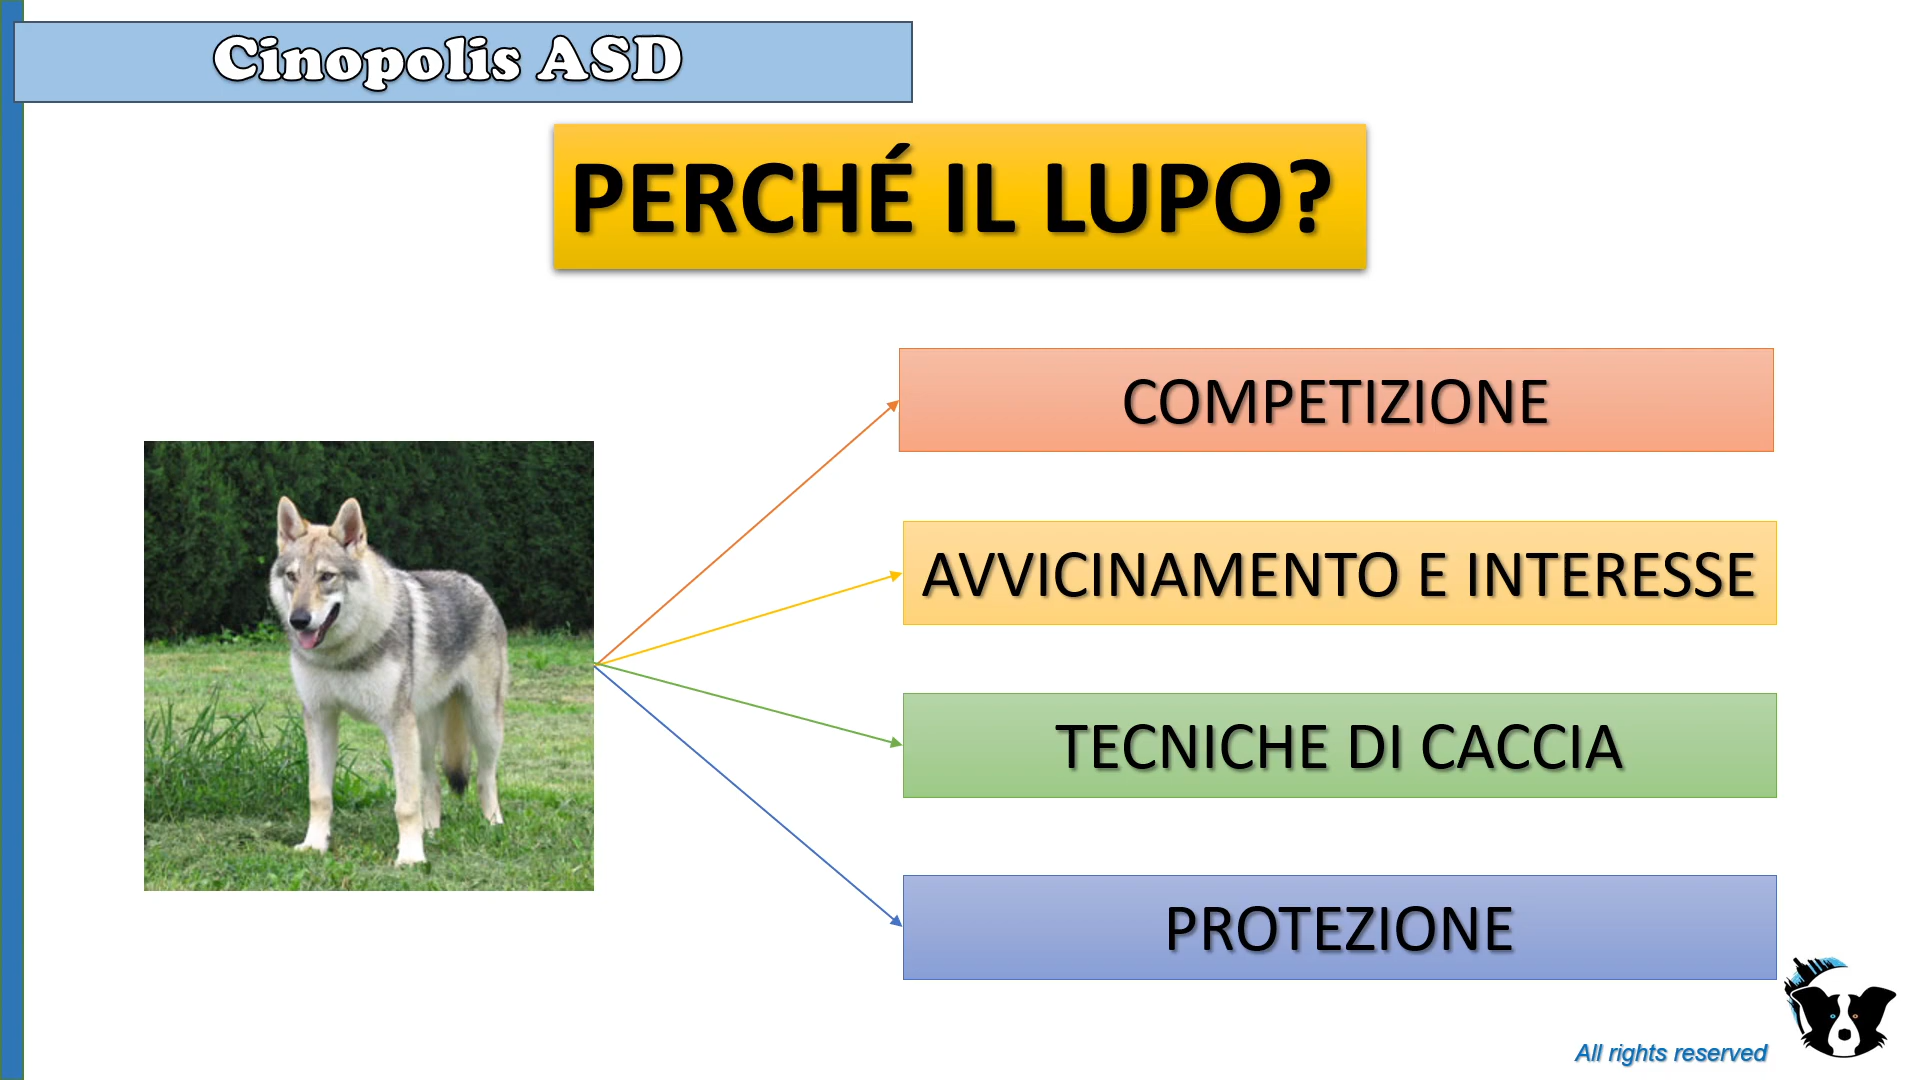 Cinopolis ASD
PERCHÉ IL LUPO?
COMPETIZIONE
AVVICINAMENTO E INTERESSE
TECNICHE DI CACCIA
PROTEZIONE
All rights reserved